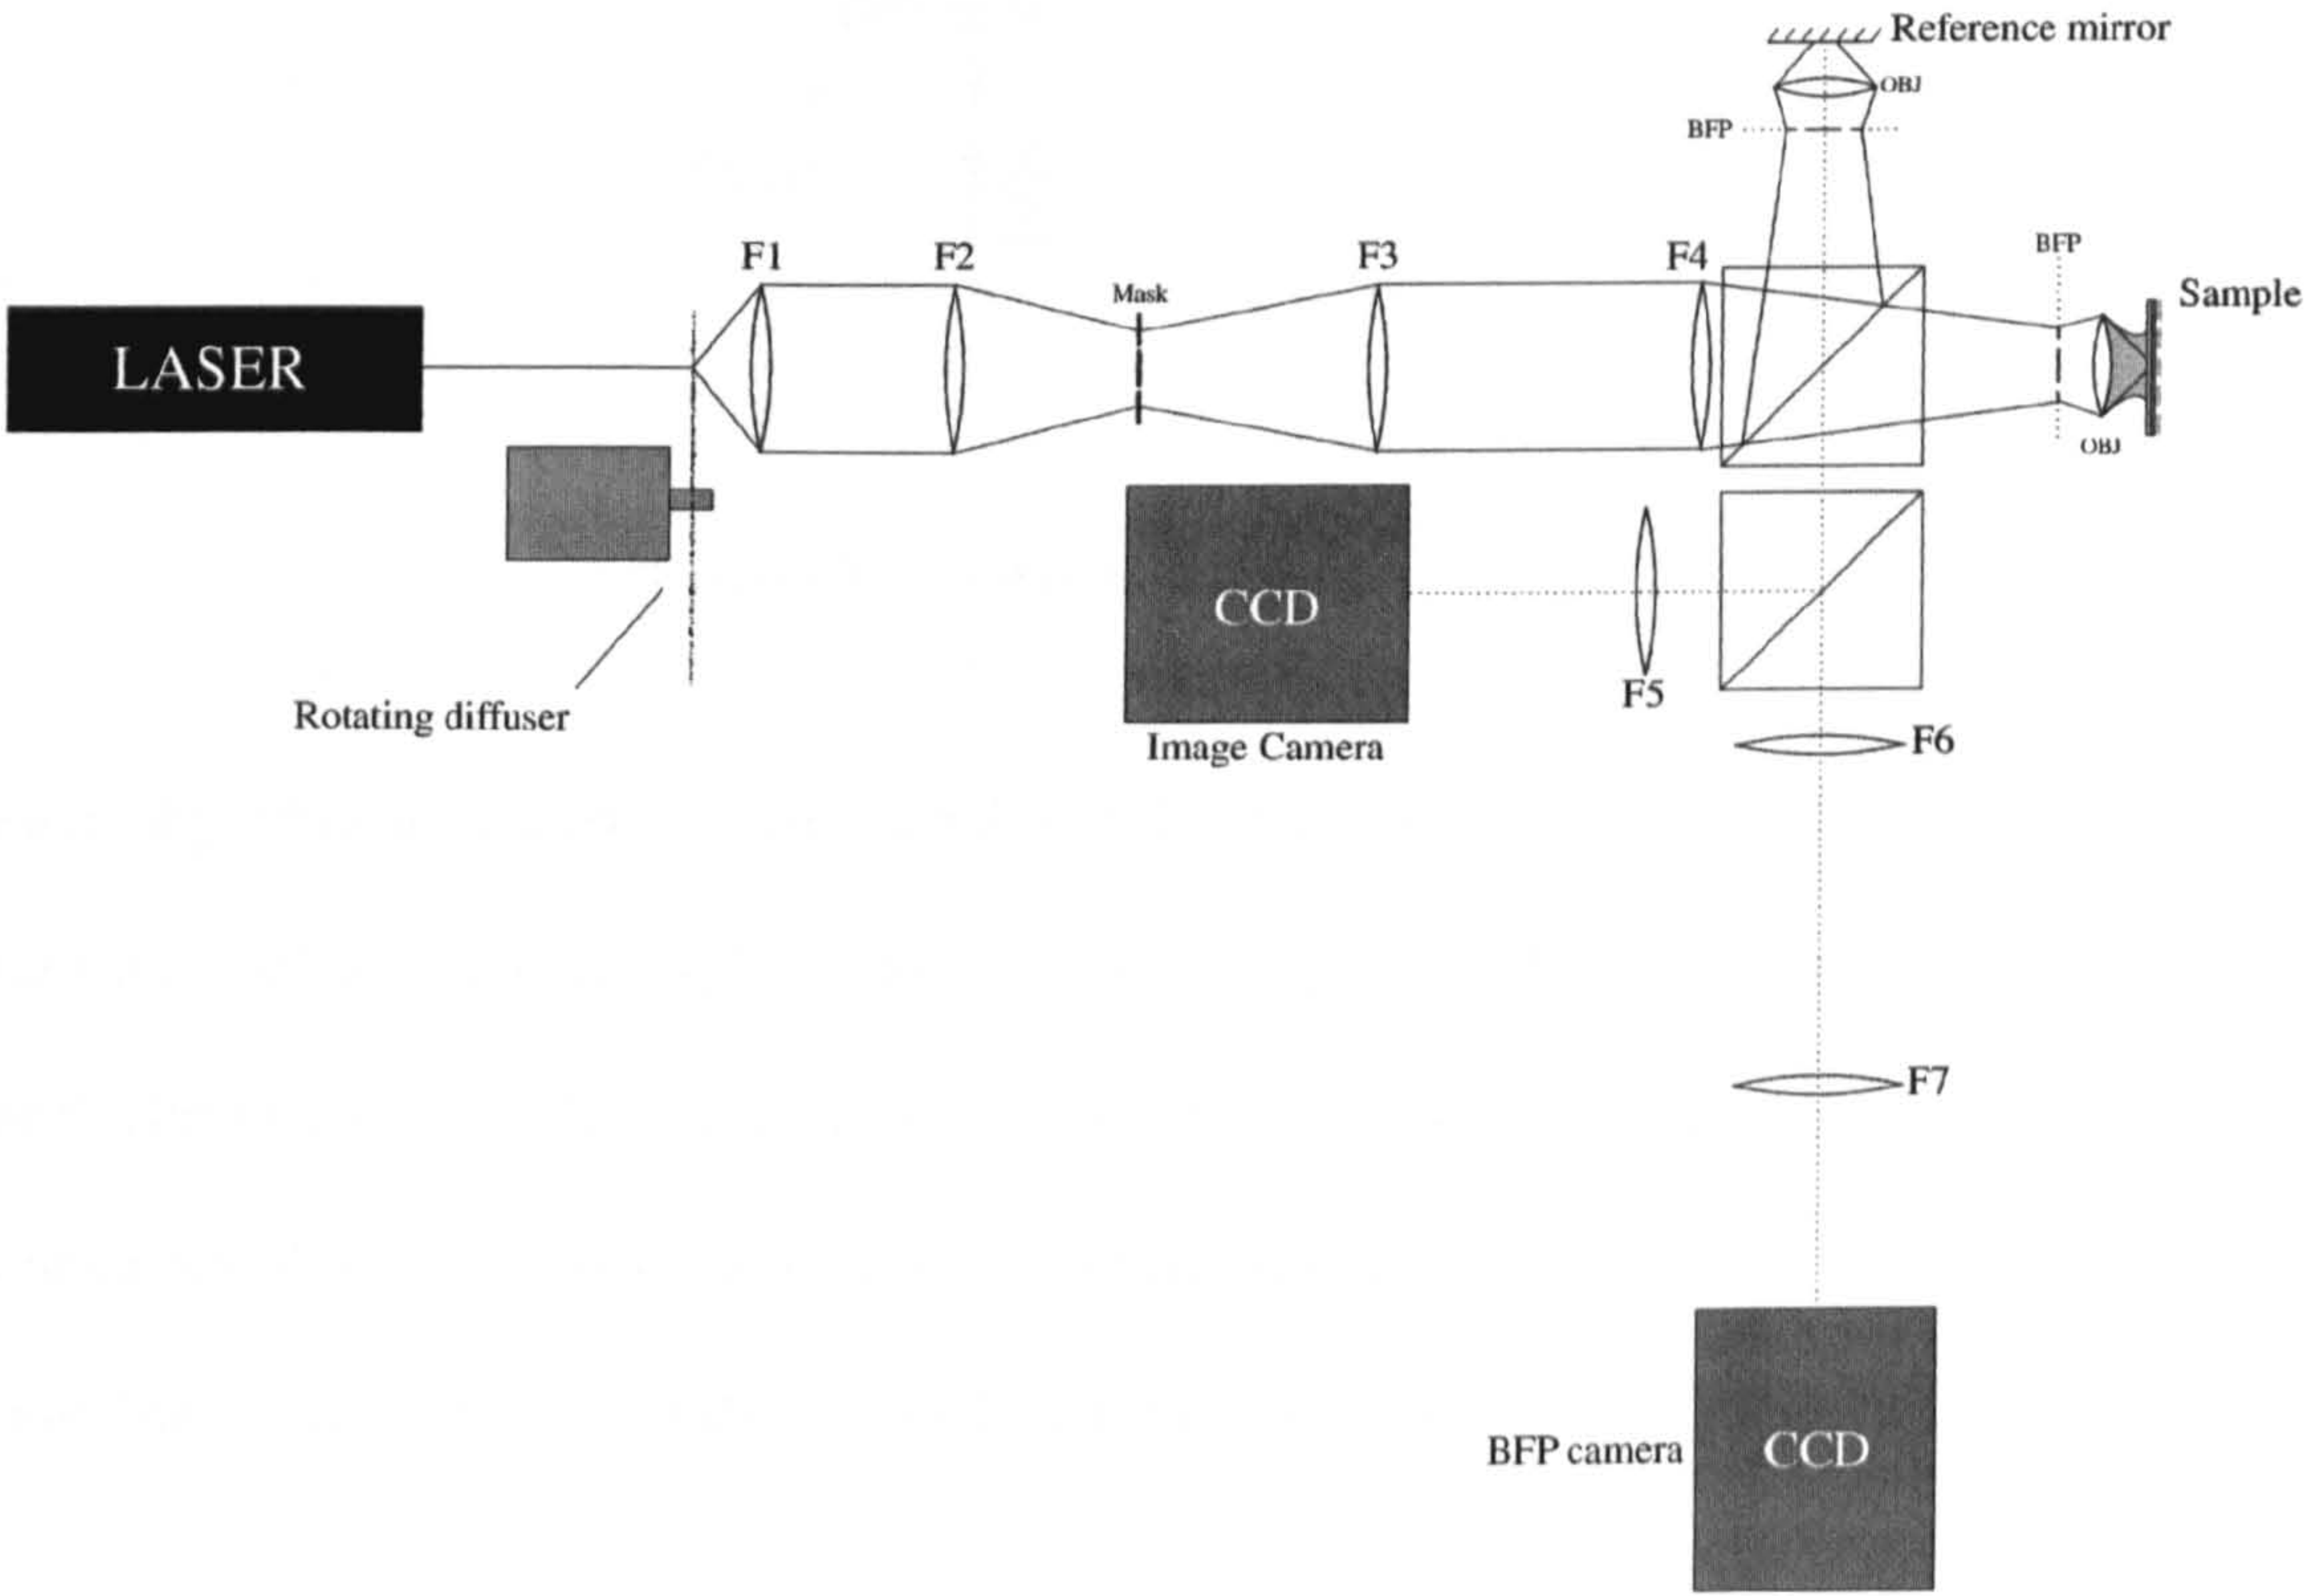 Reference mirror
OBJ
BFP
F1
F2
Mask
F3
F4
BFP
Sample
LASER
OBJ
CCD
F5
Rotating diffuser
Image Camera
F6
F7
BFP camera
CCD